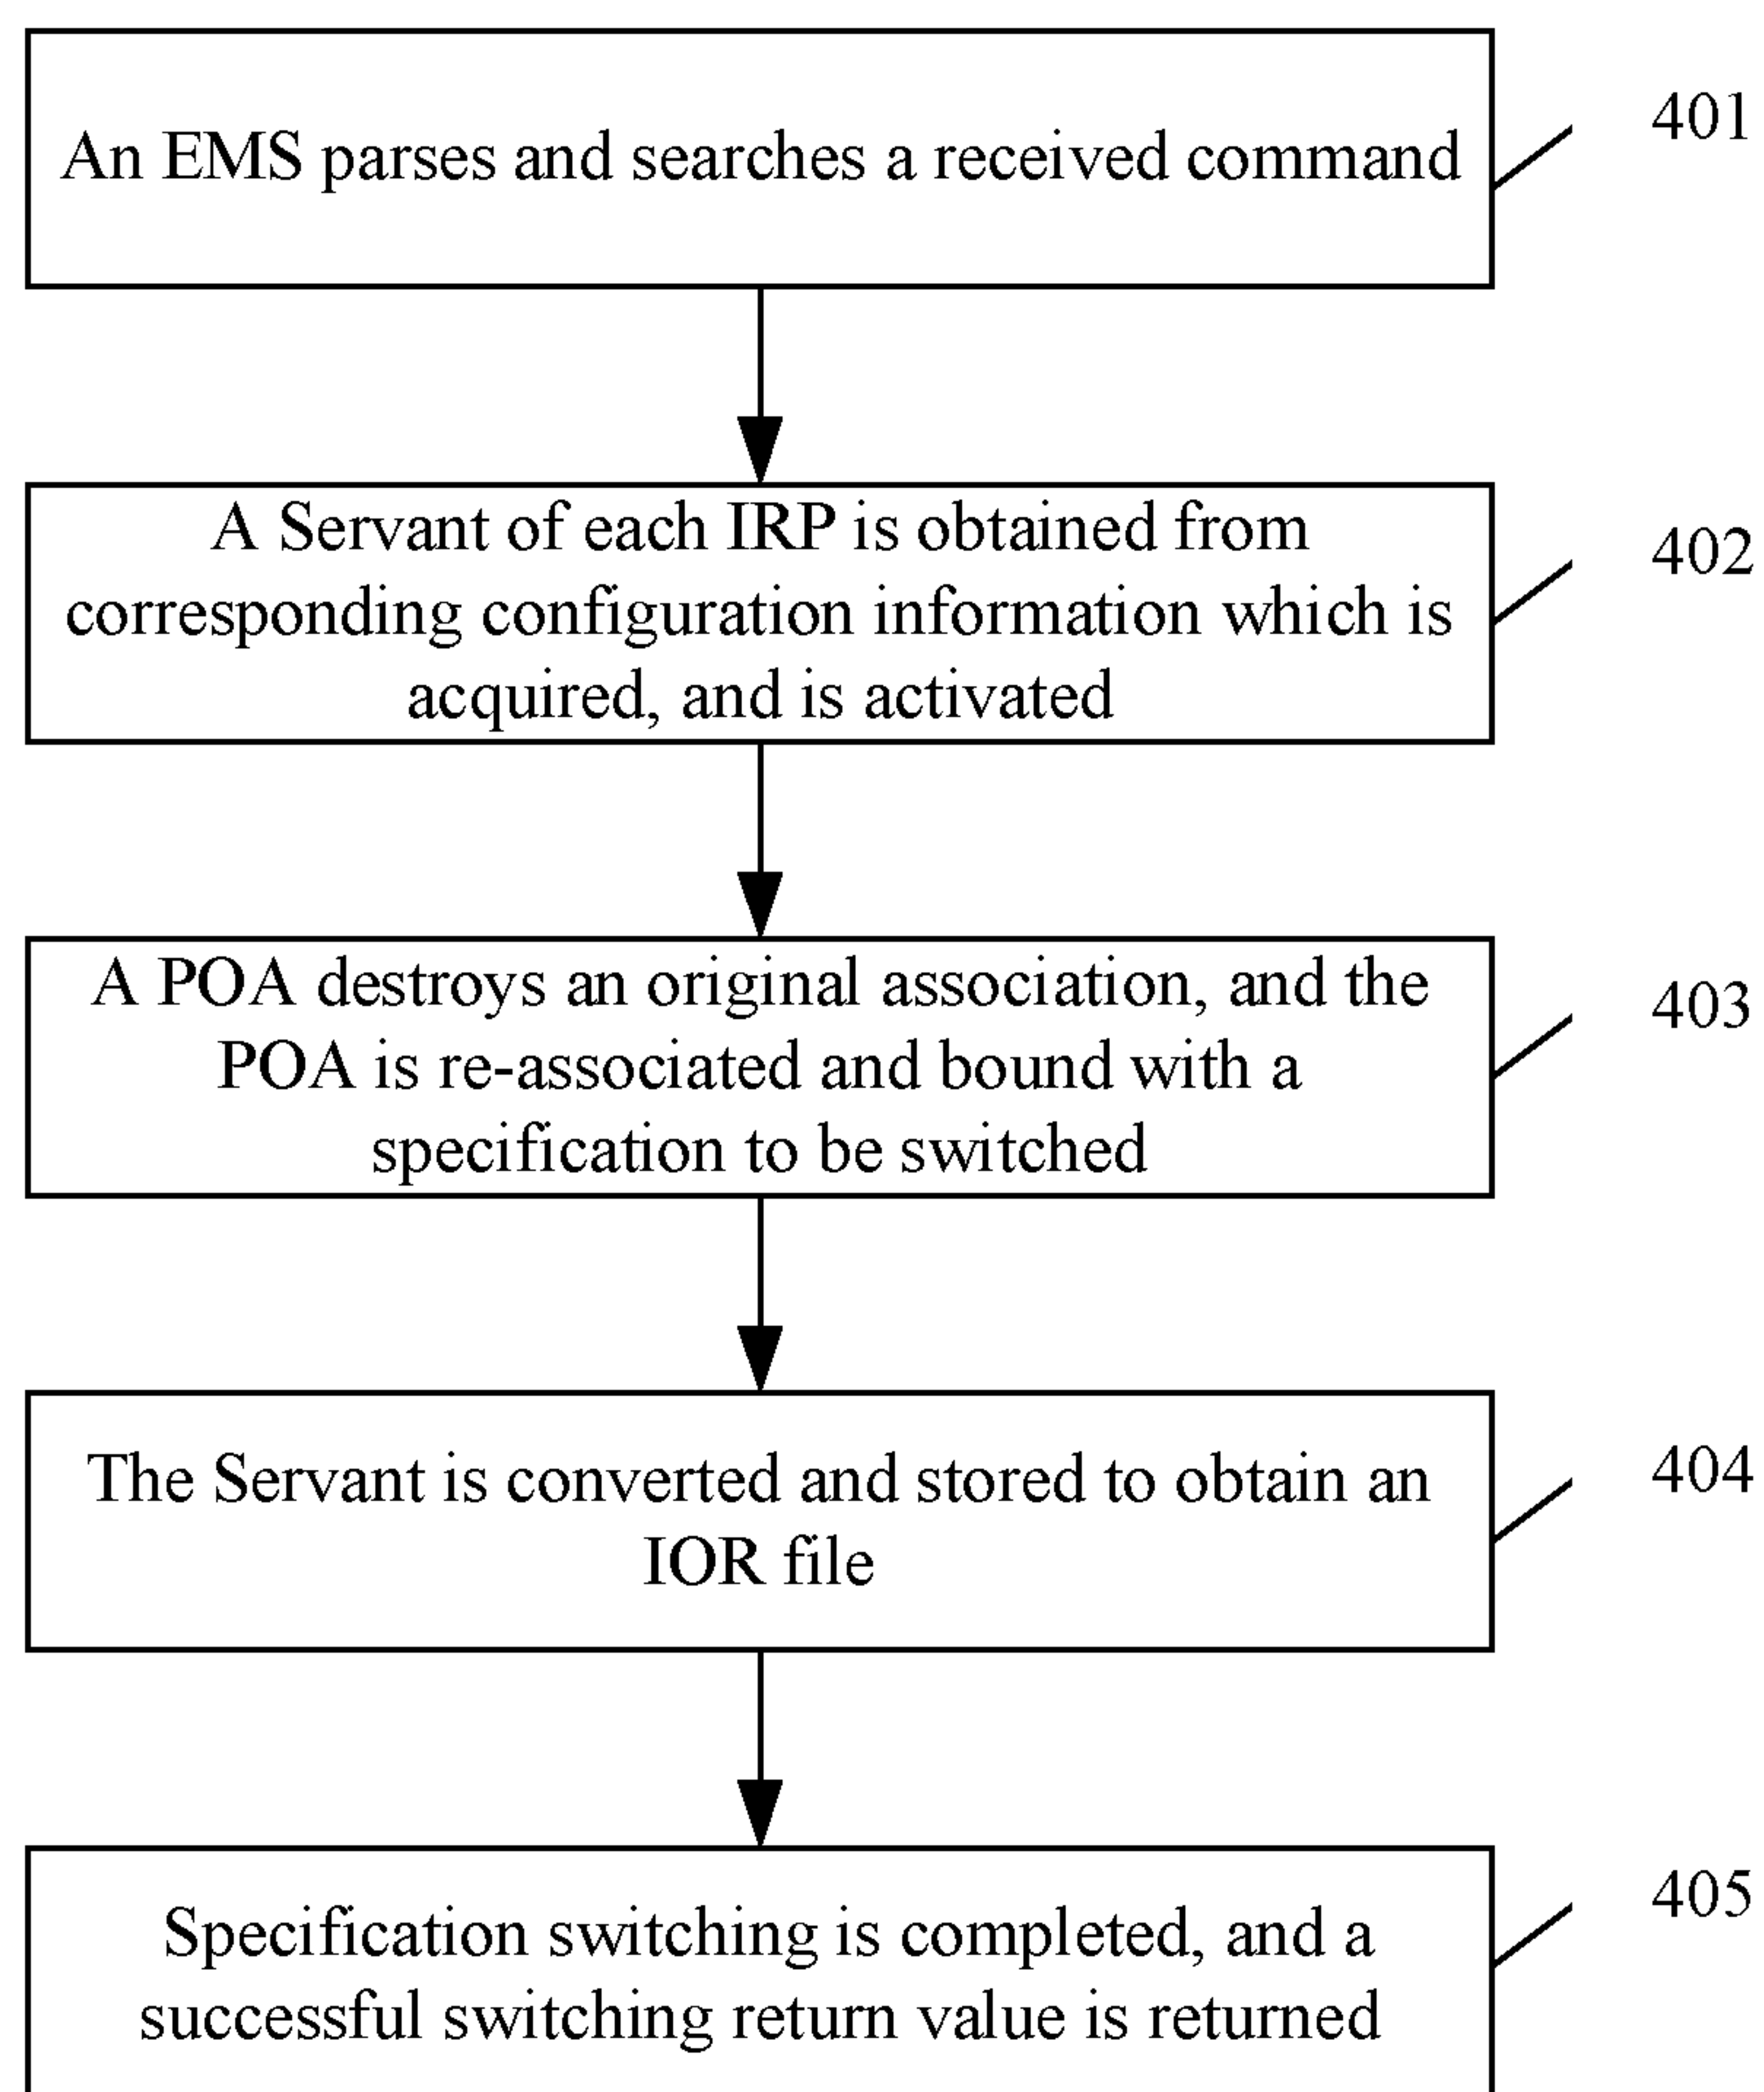 An EMS parses and searches a received command
401
A Servant of each IRP is obtained from
corresponding configuration information which is
acquired, and is activated
402
A POA destroys an original association, and the
POA is re-associated and bound with a
specification to be switched
403
The Servant is converted and stored to obtain an
IOR file
404
Specification switching is completed, and a
successful switching return value is returned
405